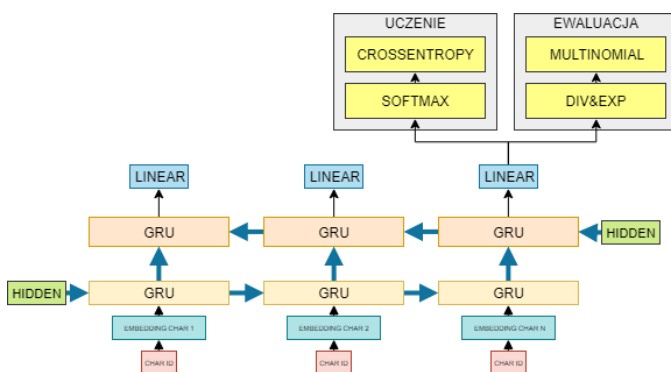 UCZENIE
EWALUACJA
CROSSENTROPY
MULTINOMIAL
SOFTMAX
DIV&EXP
LINEAR
LINEAR
LINEAR
GRU
GRU
GRU
HIDDEN
HIDDEN
GRU
GRU
GRU
EMBEDDING CHAR 1
EMBEDDING CHAR 2
EMBEDDING CHAR N
CHAR ID
CHAR ID
CHAR ID